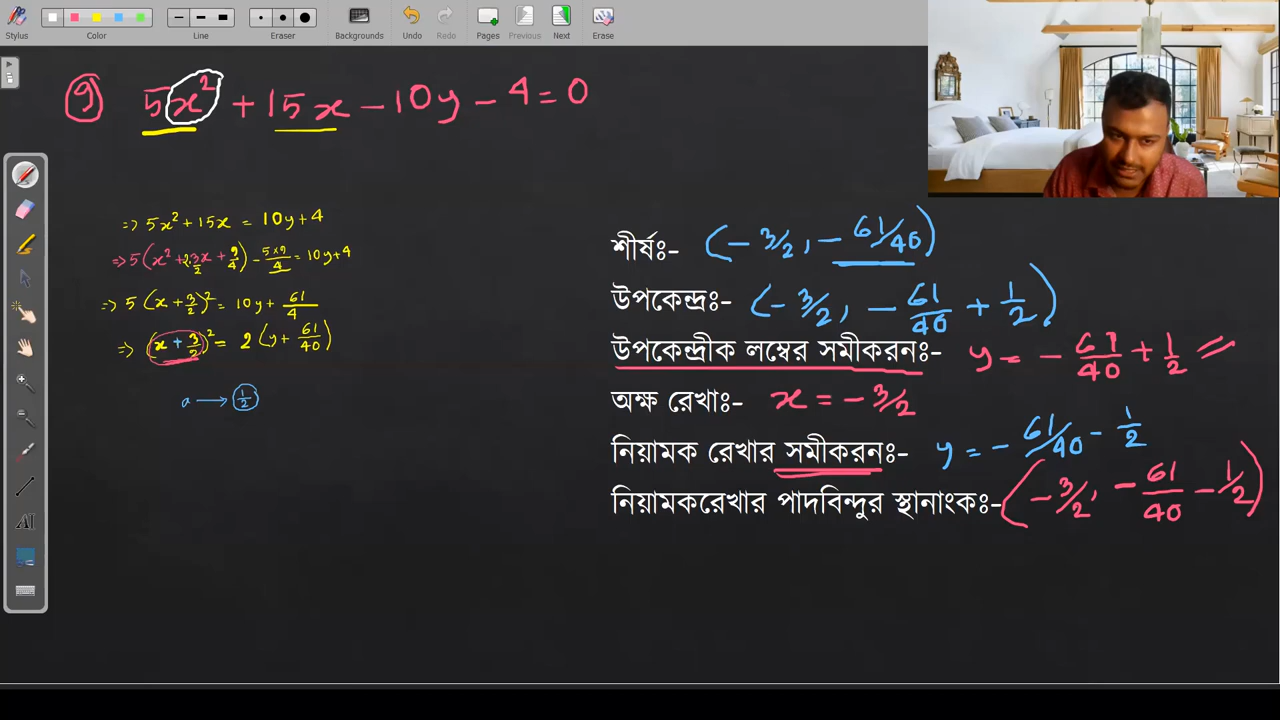 Stylus
Color
Line
Eraser
Backgrounds
Undo
Redo
Pages
Previous
Next
Erase
9 5x² + 15x - 10y - 4 = 0
=> 5x² + 15x = 10y + 4
=> 5(x² + 2·3/2x + 9/4) - 5×9/4 = 10y + 4
=> 5(x + 3/2)² = 10y + 61/4
=> (x + 3/2)² = 2(y + 61/40)
a → 1/2
শীর্ষঃ- (-3/2, -61/40)
উপকেন্দ্রঃ- (-3/2, -61/40 + 1/2)
উপকেন্দ্রীক লম্বের সমীকরনঃ- y = -61/40 + 1/2
অক্ষ রেখাঃ- x = -3/2
নিয়ামক রেখার সমীকরনঃ- y = -61/40 - 1/2
নিয়ামকরেখার পাদবিন্দুর স্থানাংকঃ- (-3/2, -61/40 - 1/2)
AI